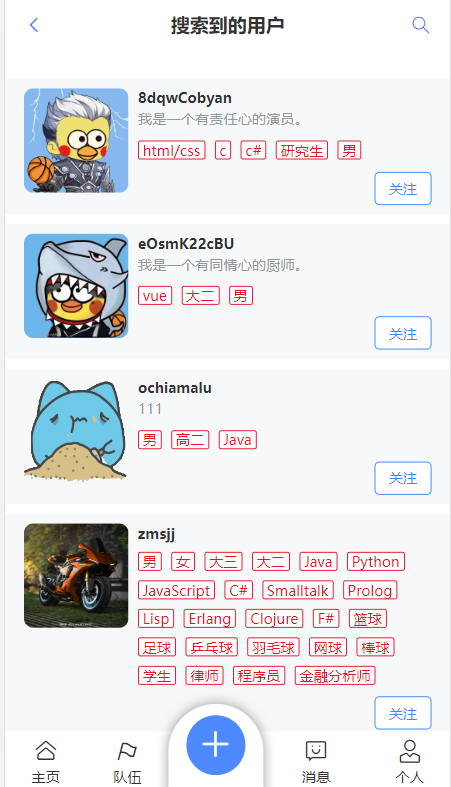 搜索到的用户
8dqwCobyan
我是一个有责任心的演员。
html/css c c# 研究生 男
关注
eOsmK22cBU
我是一个有同情心的厨师。
vue 大二 男
关注
ochiamalu
111
男 高二 Java
关注
zmsjj
男 女 大三 大二 Java Python
JavaScript C# Smalltalk Prolog
Lisp Erlang Clojure F# 篮球
足球 乒乓球 羽毛球 网球 棒球
学生 律师 程序员 金融分析师
关注
主页 队伍 消息 个人